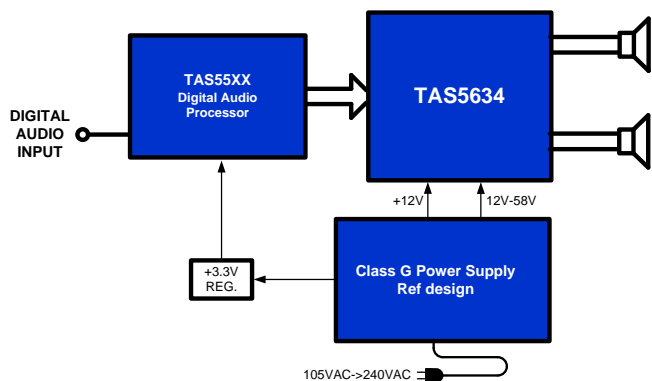 TAS55XX
Digital Audio
Processor
TAS5634
DIGITAL
AUDIO
INPUT
+12V
12V-58V
+3.3V
REG.
Class G Power Supply
Ref design
105VAC->240VAC